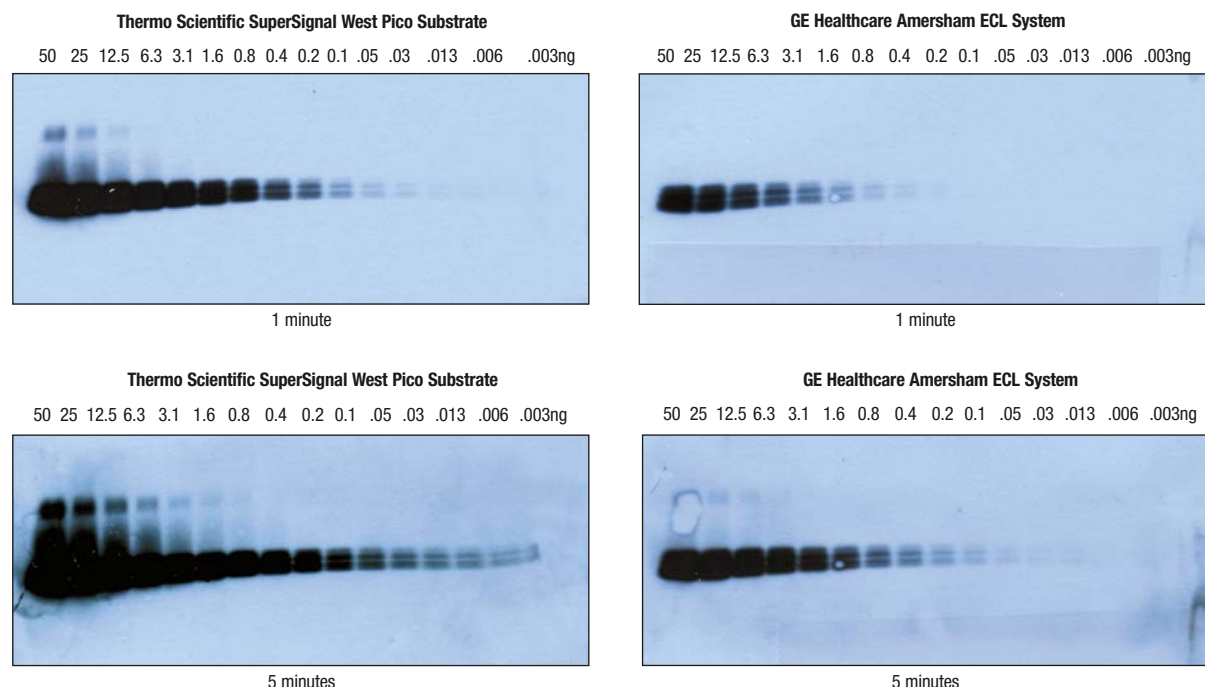 Thermo Scientific SuperSignal West Pico Substrate
50 25 12.5 6.3 3.1 1.6 0.8 0.4 0.2 0.1 .05 .03 .013 .006 .003ng
1 minute
GE Healthcare Amersham ECL System
50 25 12.5 6.3 3.1 1.6 0.8 0.4 0.2 0.1 .05 .03 .013 .006 .003ng
1 minute
Thermo Scientific SuperSignal West Pico Substrate
50 25 12.5 6.3 3.1 1.6 0.8 0.4 0.2 0.1 .05 .03 .013 .006 .003ng
5 minutes
GE Healthcare Amersham ECL System
50 25 12.5 6.3 3.1 1.6 0.8 0.4 0.2 0.1 .05 .03 .013 .006 .003ng
5 minutes